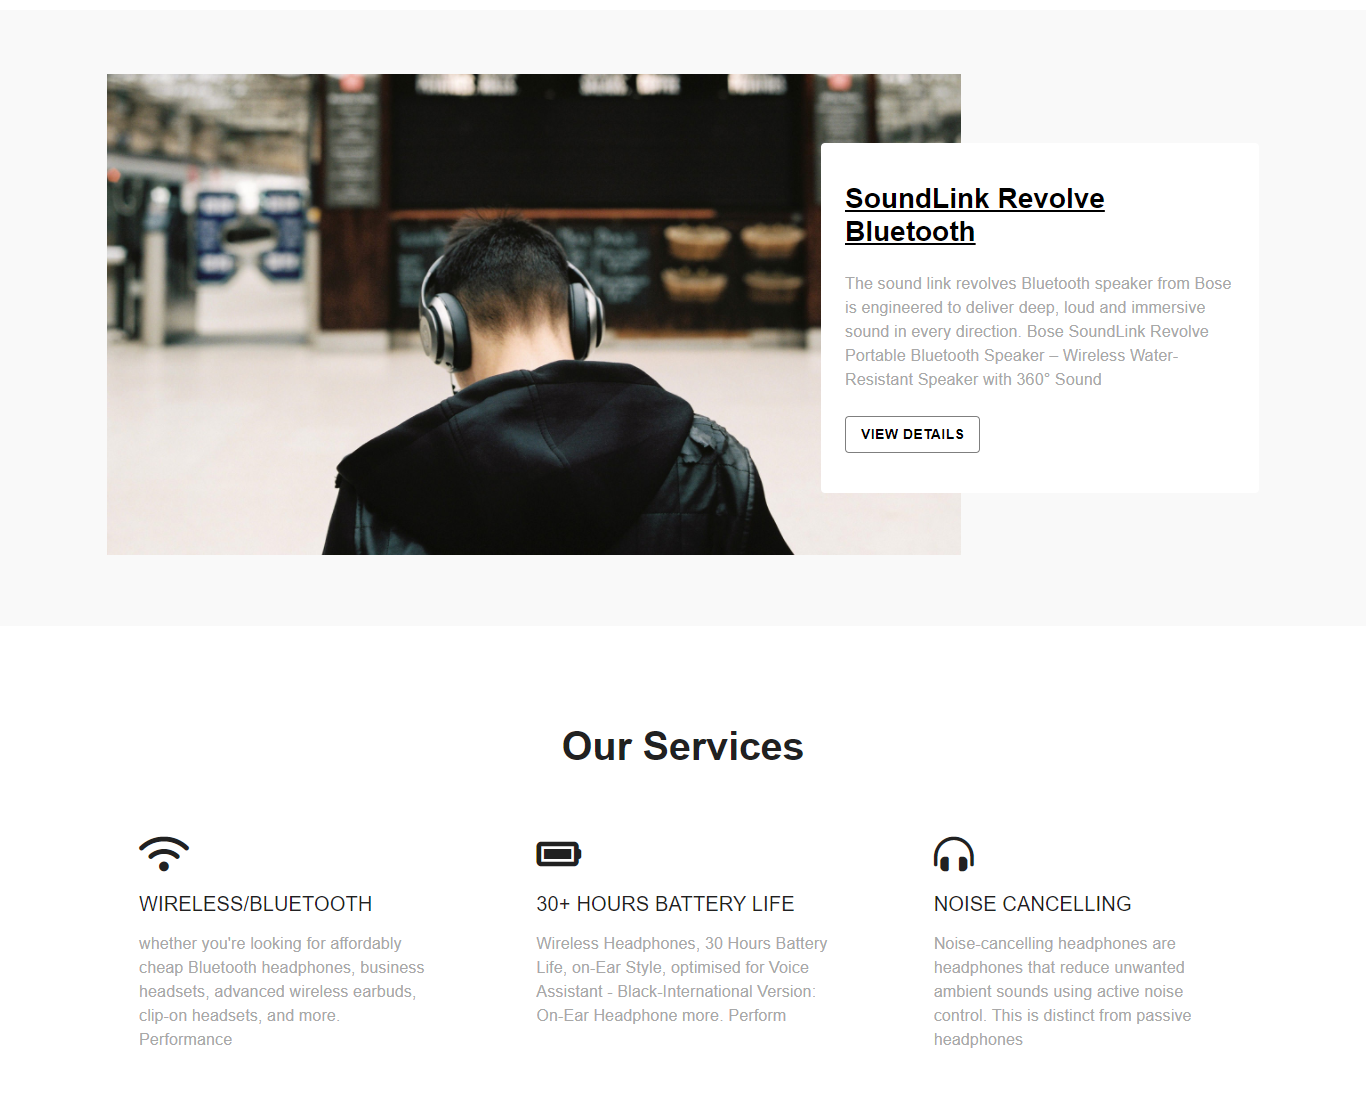 SoundLink Revolve
Bluetooth
The sound link revolves Bluetooth speaker from Bose
is engineered to deliver deep, loud and immersive
sound in every direction. Bose SoundLink Revolve
Portable Bluetooth Speaker – Wireless Water-
Resistant Speaker with 360° Sound
VIEW DETAILS
Our Services
WIRELESS/BLUETOOTH
whether you're looking for affordably
cheap Bluetooth headphones, business
headsets, advanced wireless earbuds,
clip-on headsets, and more.
Performance
30+ HOURS BATTERY LIFE
Wireless Headphones, 30 Hours Battery
Life, on-Ear Style, optimised for Voice
Assistant - Black-International Version:
On-Ear Headphone more. Perform
NOISE CANCELLING
Noise-cancelling headphones are
headphones that reduce unwanted
ambient sounds using active noise
control. This is distinct from passive
headphones